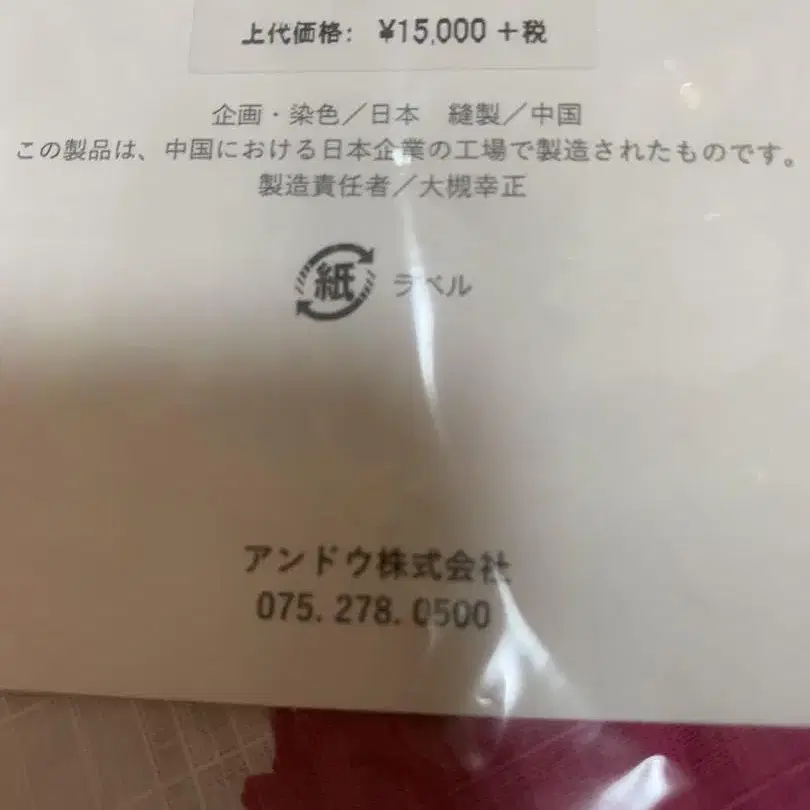 上代価格: ¥15,000 +税
企画・染色／日本　縫製／中国
この製品は、中国における日本企業の工場で製造されたものです。
製造責任者／大槻幸正
紙 ラベル
アンドウ株式会社
075. 278. 0500